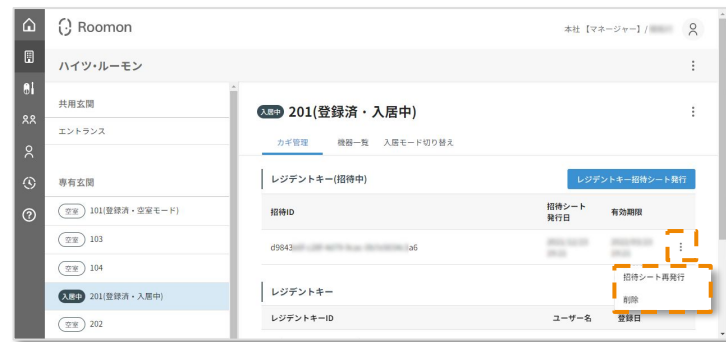 Roomon
本社【マネージャー】/
ハイツ・ルーモン
共用玄関
エントランス
専有玄関
空室 101(登録済・空室モード)
空室 103
空室 104
入居中 201(登録済・入居中)
空室 202
入居中 201(登録済・入居中)
カギ管理 機器一覧 入居モード切り替え
レジデントキー(招待中)
レジデントキー招待シート発行
招待ID 招待シート発行日 有効期限
d9843 a6
招待シート再発行
削除
レジデントキー
レジデントキーID ユーザー名 登録日